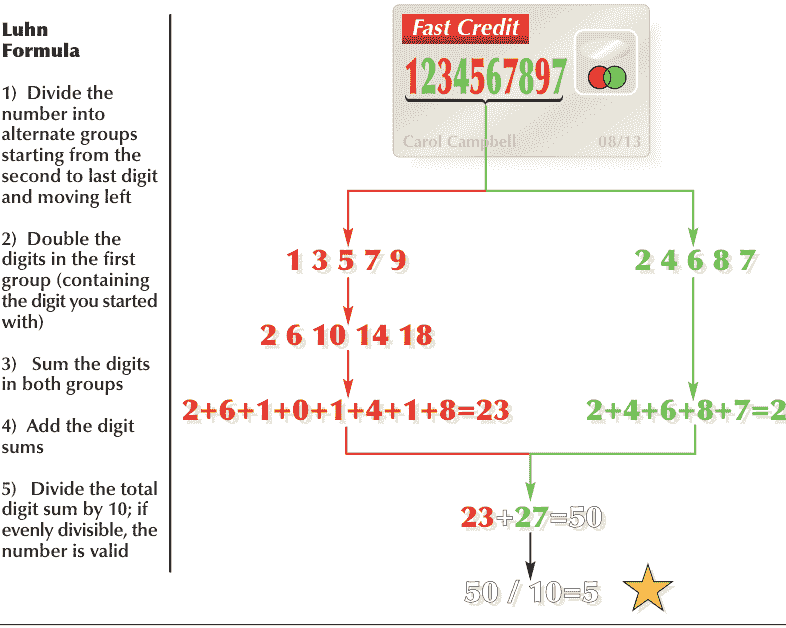 Luhn
Formula
1) Divide the
number into
alternate groups
starting from the
second to last digit
and moving left
2) Double the
digits in the first
group (containing
the digit you started
with)
3) Sum the digits
in both groups
4) Add the digit
sums
5) Divide the total
digit sum by 10; if
evenly divisible, the
number is valid
Fast Credit
1234567897
Carol Campbell 08/13
1 3 5 7 9
2 4 6 8 7
2 6 10 14 18
2+6+1+0+1+4+1+8=23
2+4+6+8+7=2
23+27=50
50 / 10=5